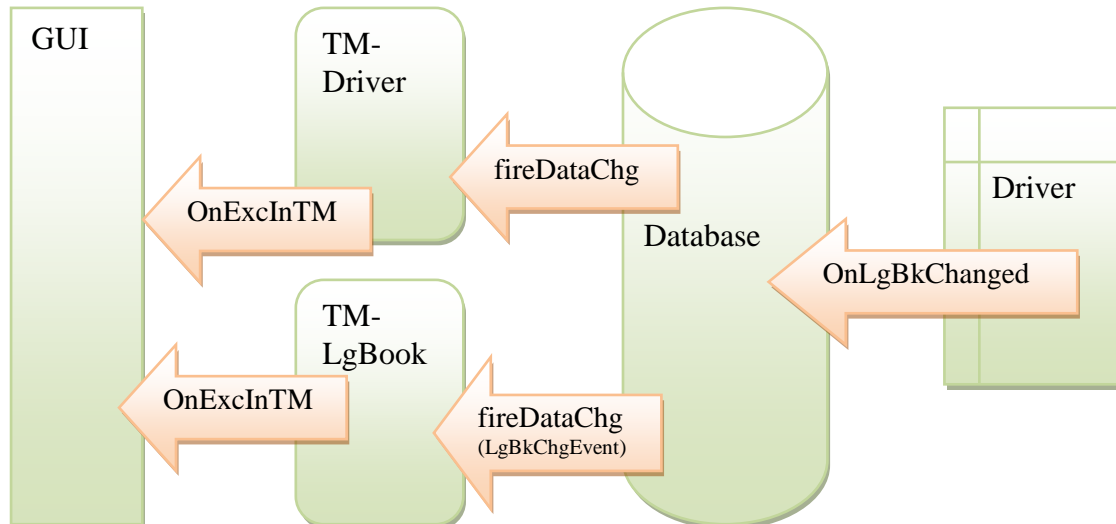 GUI
TM-
Driver
fireDataChg
OnExcInTM
Database
Driver
OnLgBkChanged
TM-
LgBook
OnExcInTM
fireDataChg
(LgBkChgEvent)